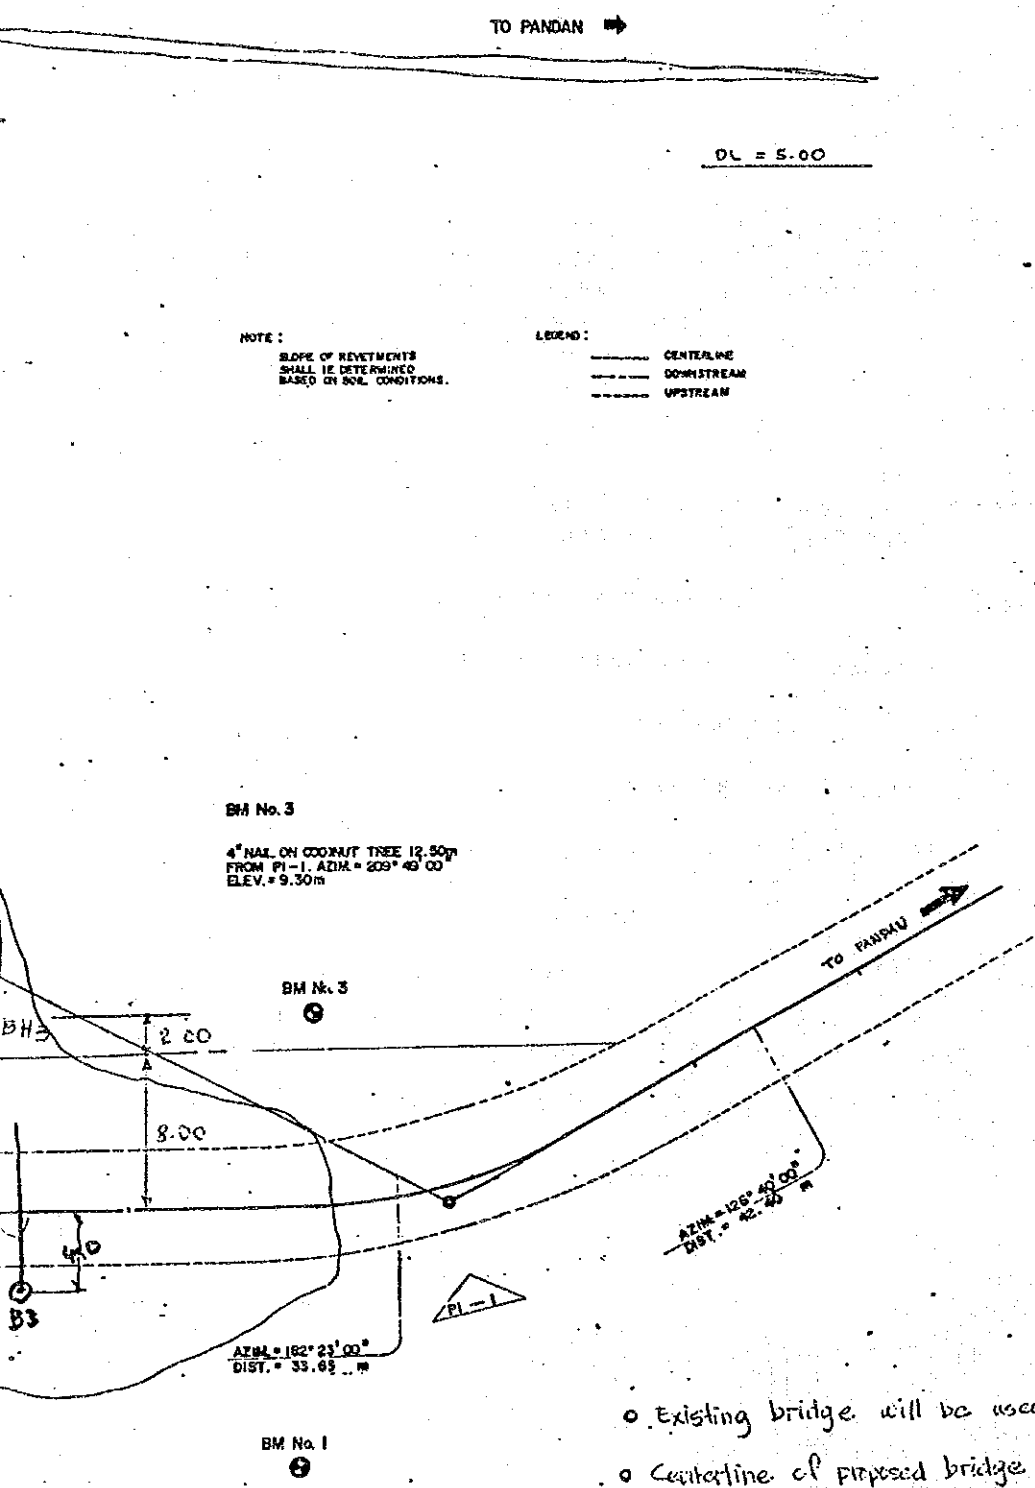 TO PANDAN
DL = 5.00
NOTE :
SLOPE OF REVETMENTS
SHALL BE DETERMINED
BASED ON SOIL CONDITIONS.
LEGEND :
CENTERLINE
DOWNSTREAM
UPSTREAM
BM No. 3
4" NAIL ON COCONUT TREE 12.50m
FROM PI-1. AZIM. = 209° 49' 00"
ELEV. = 9.30m
TO PANDAN
BM No. 3
BH3
2.00
8.00
AZIM. = 126° 40' 00"
DIST. = 42.40 m
B3
PI-1
AZIM. = 182° 23' 00"
DIST. = 33.65 m
Existing bridge will be used
BM No. 1
Centerline of proposed bridge